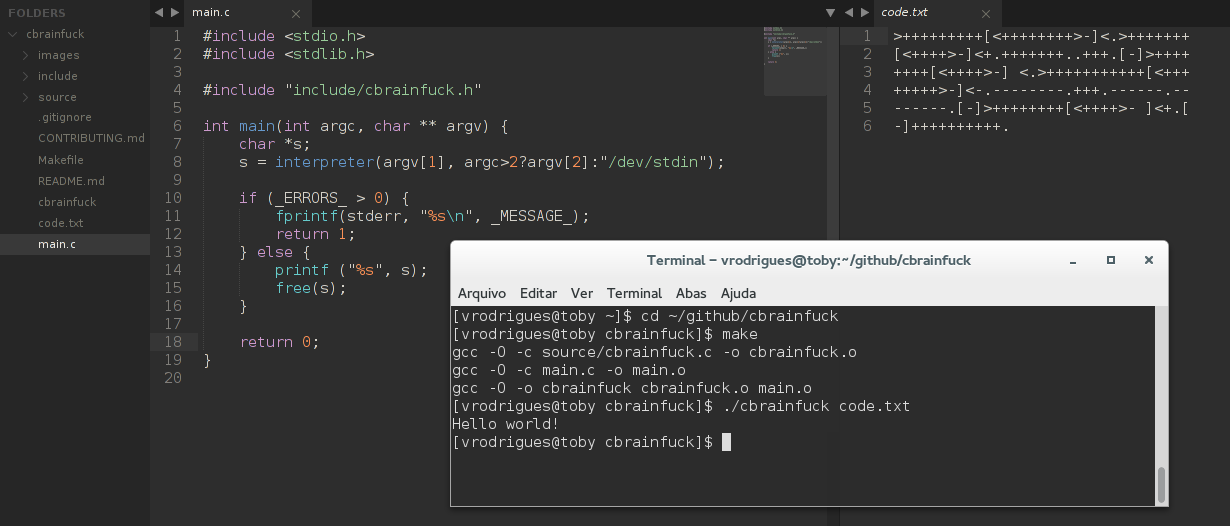 FOLDERS
cbrainfuck
images
include
source
.gitignore
CONTRIBUTING.md
Makefile
README.md
cbrainfuck
code.txt
main.c
main.c
1 #include <stdio.h>
2 #include <stdlib.h>
3
4 #include "include/cbrainfuck.h"
5
6 int main(int argc, char ** argv) {
7 char *s;
8 s = interpreter(argv[1], argc>2?argv[2]:"/dev/stdin");
9
10 if (_ERRORS_ > 0) {
11 fprintf(stderr, "%s\n", _MESSAGE_);
12 return 1;
13 } else {
14 printf ("%s", s);
15 free(s);
16 }
17
18 return 0;
19 }
20
code.txt
1 >+++++++++[<++++++++>-]<.>+++++++
2 [<++++>-]<+.+++++++..+++.[-]>++++
3 ++++[<++++>-] <.>+++++++++++[<+++
4 +++++>-]<-.--------.+++.------.--
5 ------.[-]>++++++++[<++++>- ]<+.[
6 -]++++++++++.
Terminal – vrodrigues@toby:~/github/cbrainfuck
Arquivo Editar Ver Terminal Abas Ajuda
[vrodrigues@toby ~]$ cd ~/github/cbrainfuck
[vrodrigues@toby cbrainfuck]$ make
gcc -O -c source/cbrainfuck.c -o cbrainfuck.o
gcc -O -c main.c -o main.o
gcc -O -o cbrainfuck cbrainfuck.o main.o
[vrodrigues@toby cbrainfuck]$ ./cbrainfuck code.txt
Hello world!
[vrodrigues@toby cbrainfuck]$